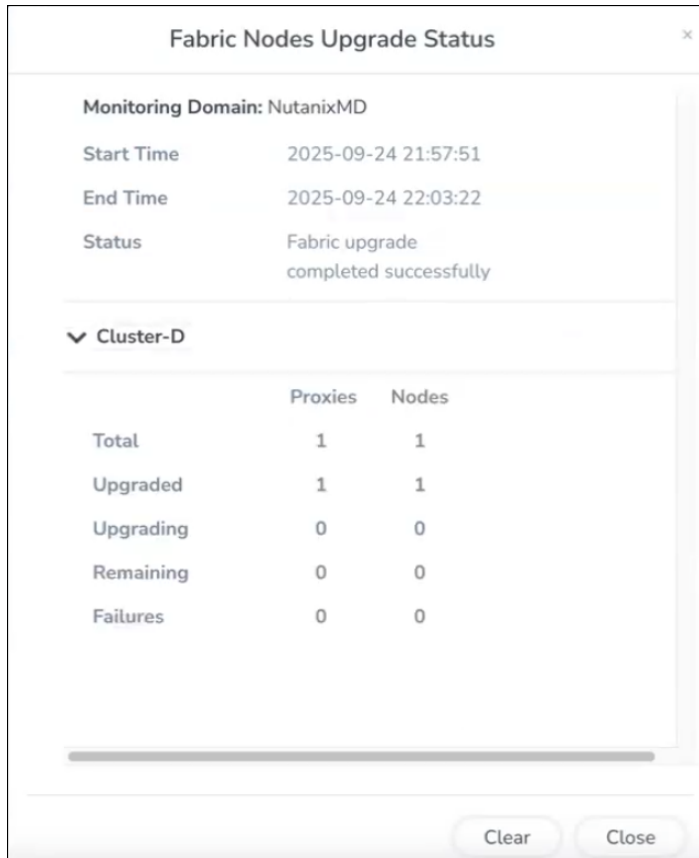 Fabric Nodes Upgrade Status ×
Monitoring Domain: NutanixMD
Start Time 2025-09-24 21:57:51
End Time 2025-09-24 22:03:22
Status Fabric upgrade
completed successfully
Cluster-D
Proxies Nodes
Total 1 1
Upgraded 1 1
Upgrading 0 0
Remaining 0 0
Failures 0 0
Clear Close